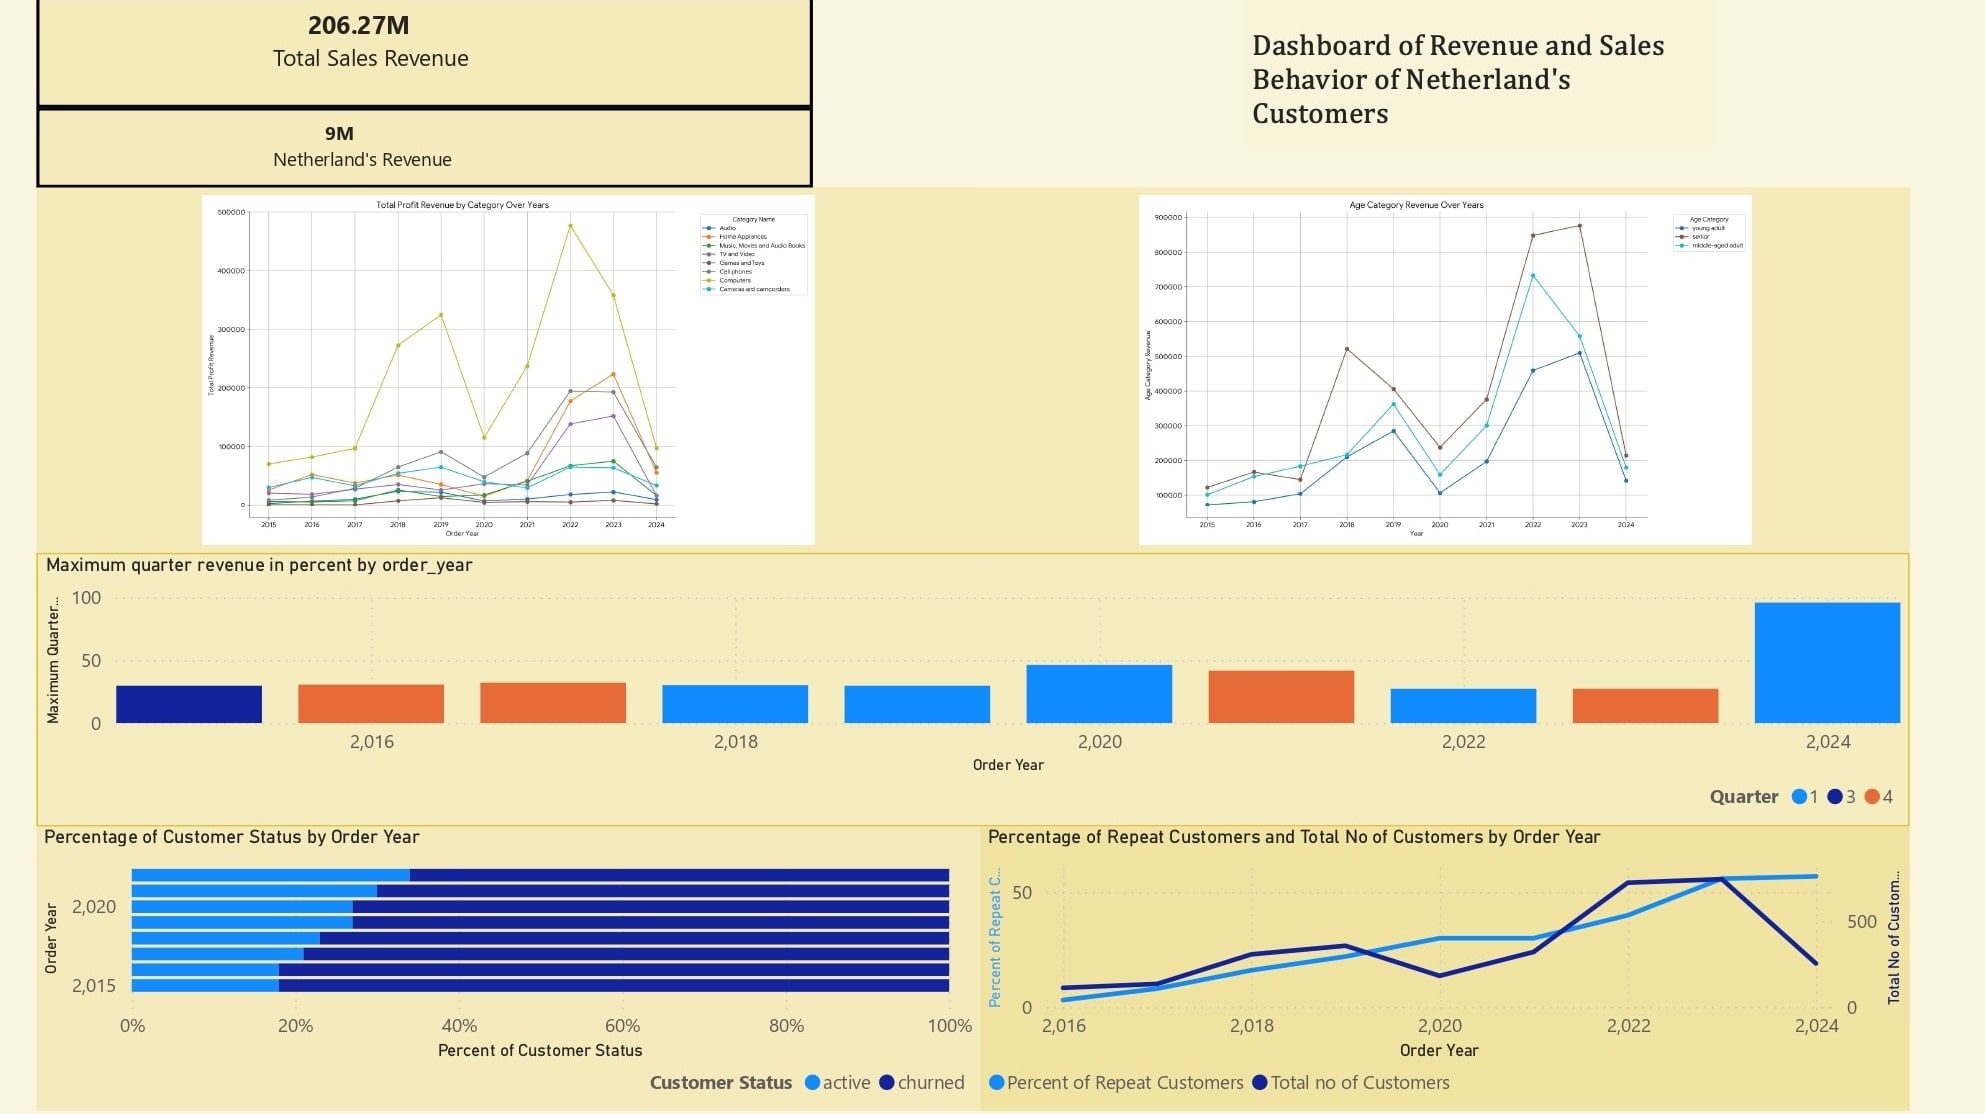 206.27M
Total Sales Revenue
9M
Netherland's Revenue
Dashboard of Revenue and Sales
Behavior of Netherland's
Customers
Total Profit Revenue by Category Over Years
500000
400000
300000
200000
100000
0
Total Profit Revenue
2015 2016 2017 2018 2019 2020 2021 2022 2023 2024
Order Year
Category Name
Audio
Home Appliances
Music, Movies and Audio Books
TV and Video
Games and Toys
Cell phones
Computers
Cameras and camcorders
Age Category Revenue Over Years
900000
800000
700000
600000
500000
400000
300000
200000
100000
Age Category Revenue
2015 2016 2017 2018 2019 2020 2021 2022 2023 2024
Year
Age Category
young adult
senior
middle-aged adult
Maximum quarter revenue in percent by order_year
Maximum Quarter...
100
50
0
2,016 2,018 2,020 2,022 2,024
Order Year
Quarter 1 3 4
Percentage of Customer Status by Order Year
Order Year
2,020
2,015
0% 20% 40% 60% 80% 100%
Percent of Customer Status
Customer Status active churned
Percentage of Repeat Customers and Total No of Customers by Order Year
Percent of Repeat C...
50
0
500
0
Total No of Custom...
2,016 2,018 2,020 2,022 2,024
Order Year
Percent of Repeat Customers Total no of Customers